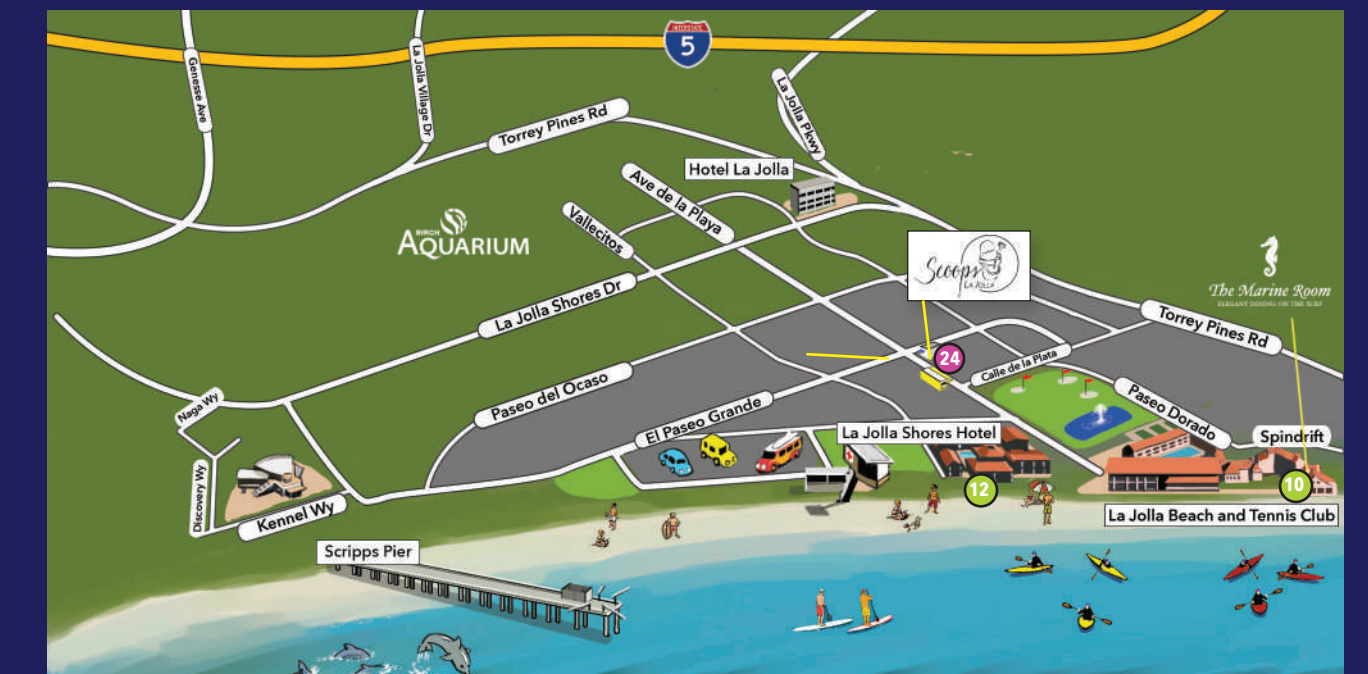 INTERSTATE
5
Genesse Ave
La Jolla Village Dr
Torrey Pines Rd
La Jolla Pkwy
Hotel La Jolla
Ave de la Playa
Vallecitos
BIRCH
AQUARIUM
Scoops
LA JOLLA
The Marine Room
ELEGANT DINING ON THE SURF
La Jolla Shores Dr
Torrey Pines Rd
24
Calle de la Plata
Paseo del Ocaso
Paseo Dorado
Naga Wy
El Paseo Grande
La Jolla Shores Hotel
Spindrift
Discovery Wy
12
10
Kennel Wy
La Jolla Beach and Tennis Club
Scripps Pier